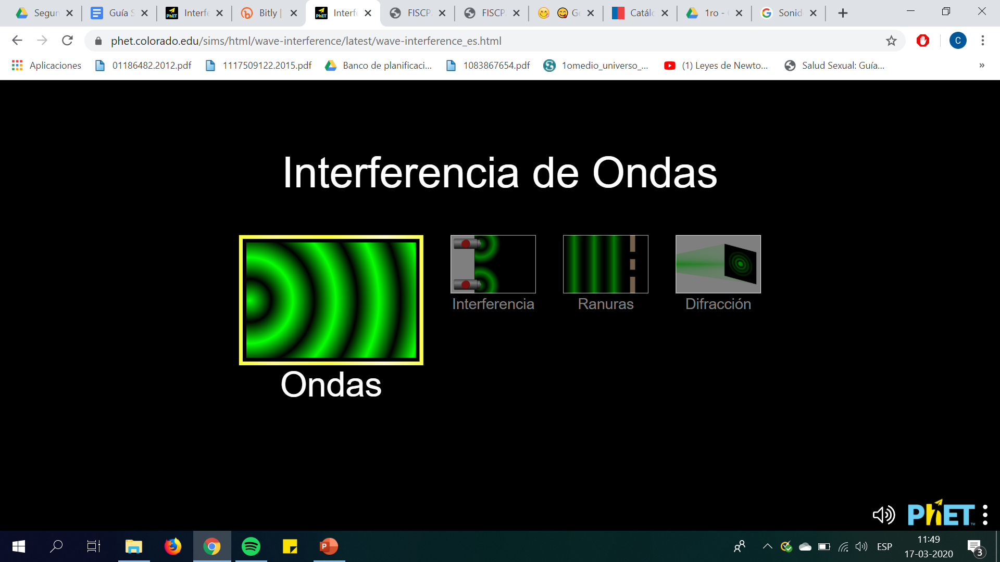 Segun
Guía S
Interfe
Bitly |
Interfe
FISCP
FISCP
Ge
Catálo
1ro -
Sonid
phet.colorado.edu/sims/html/wave-interference/latest/wave-interference_es.html
C
Aplicaciones
01186482.2012.pdf
1117509122.2015.pdf
Banco de planificaci...
1083867654.pdf
1omedio_universo_...
(1) Leyes de Newto...
Salud Sexual: Guía...
»
Interferencia de Ondas
Ondas
Interferencia
Ranuras
Difracción
PhET
ESP
11:49
17-03-2020
3